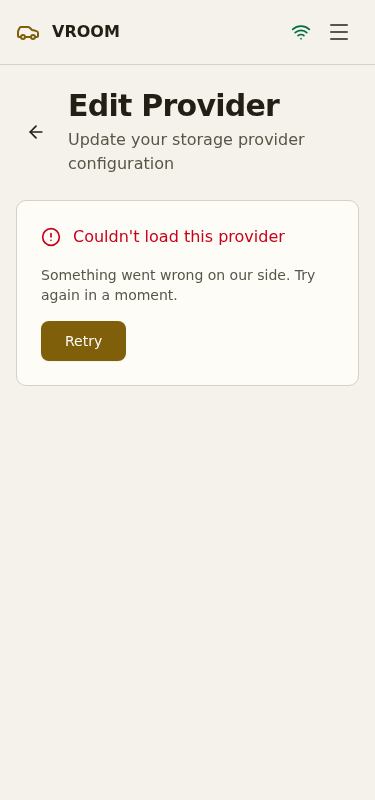 VROOM
Edit Provider
Update your storage provider
configuration
Couldn't load this provider
Something went wrong on our side. Try
again in a moment.
Retry